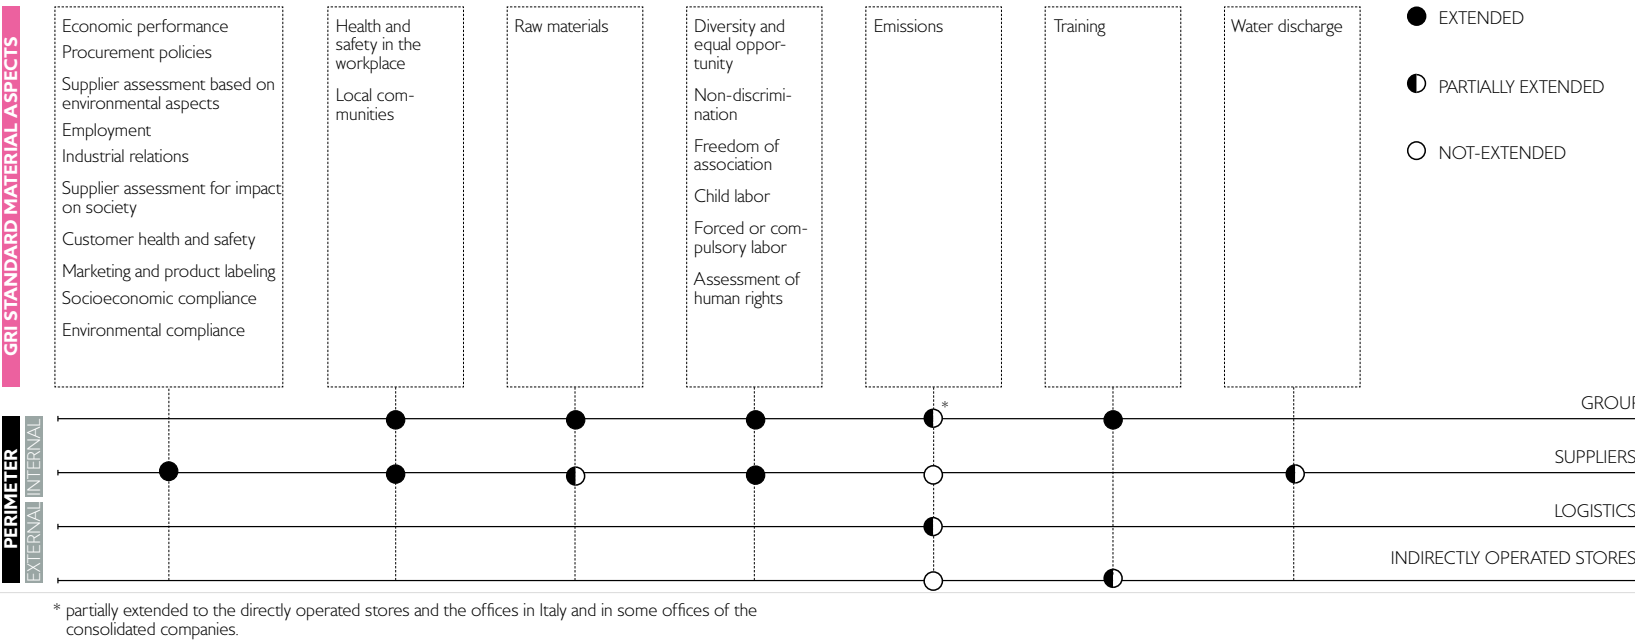 GRI STANDARD MATERIAL ASPECTS
Economic performance
Procurement policies
Supplier assessment based on
environmental aspects
Employment
Industrial relations
Supplier assessment for impact
on society
Customer health and safety
Marketing and product labeling
Socioeconomic compliance
Environmental compliance
Health and
safety in the
workplace
Local com-
munities
Raw materials
Diversity and
equal oppor-
tunity
Non-discrimi-
nation
Freedom of
association
Child labor
Forced or com-
pulsory labor
Assessment of
human rights
Emissions
Training
Water discharge
EXTENDED
PARTIALLY EXTENDED
NOT-EXTENDED
PERIMETER
INTERNAL
EXTERNAL
*
GROUP
SUPPLIERS
LOGISTICS
INDIRECTLY OPERATED STORES
* partially extended to the directly operated stores and the offices in Italy and in some offices of the
consolidated companies.